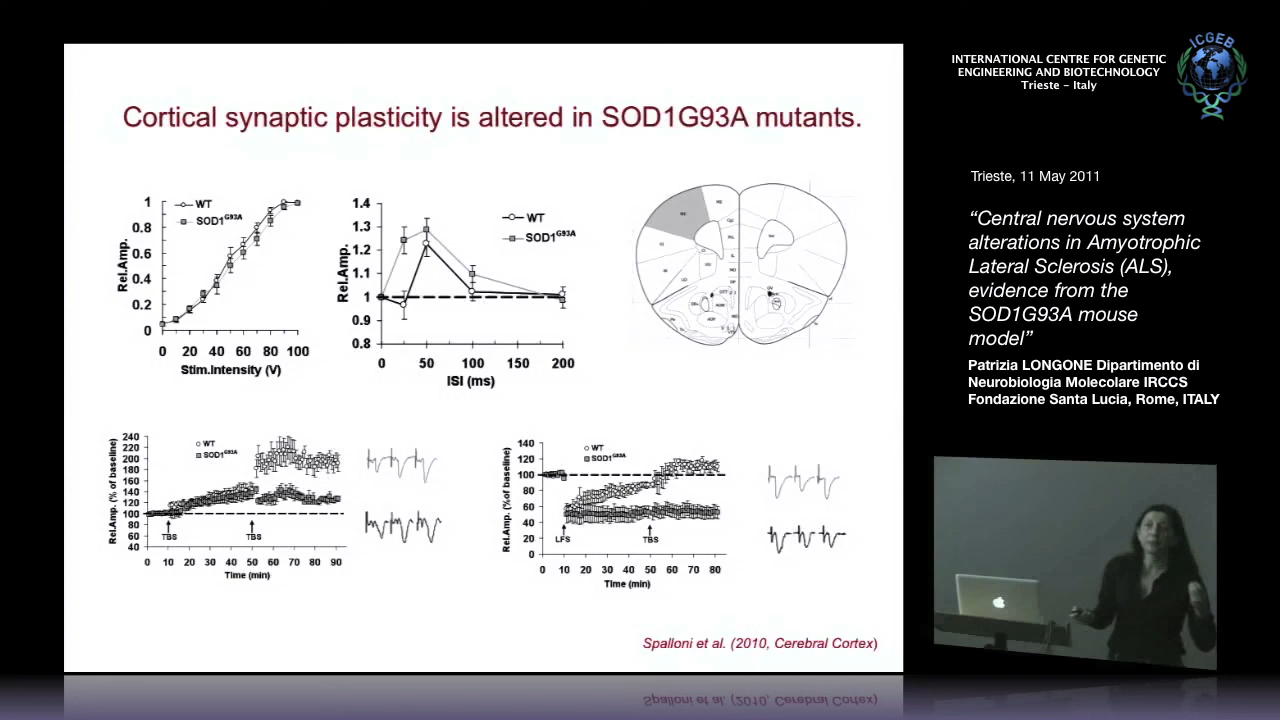 Cortical synaptic plasticity is altered in SOD1G93A mutants.
1
0.8
0.6
0.4
0.2
0
Rel.Amp.
WT
SOD1G93A
0 20 40 60 80 100
Stim.Intensity (V)
1.4
1.3
1.2
1.1
1
0.9
0.8
Rel.Amp.
WT
SOD1G93A
0 50 100 150 200
ISI (ms)
240
220
200
180
160
140
120
100
80
60
40
Rel.Amp. (% of baseline)
WT
SOD1G93A
TBS TBS
0 10 20 30 40 50 60 70 80 90
Time (min)
140
120
100
80
60
40
20
0
Rel.Amp. (%of baseline)
WT
SOD1G93A
LFS TBS
0 10 20 30 40 50 60 70 80
Time (min)
Spalloni et al. (2010, Cerebral Cortex)
INTERNATIONAL CENTRE FOR GENETIC
ENGINEERING AND BIOTECHNOLOGY
Trieste - Italy
ICGEB
Trieste, 11 May 2011
“Central nervous system
alterations in Amyotrophic
Lateral Sclerosis (ALS),
evidence from the
SOD1G93A mouse
model”
Patrizia LONGONE Dipartimento di
Neurobiologia Molecolare IRCCS
Fondazione Santa Lucia, Rome, ITALY